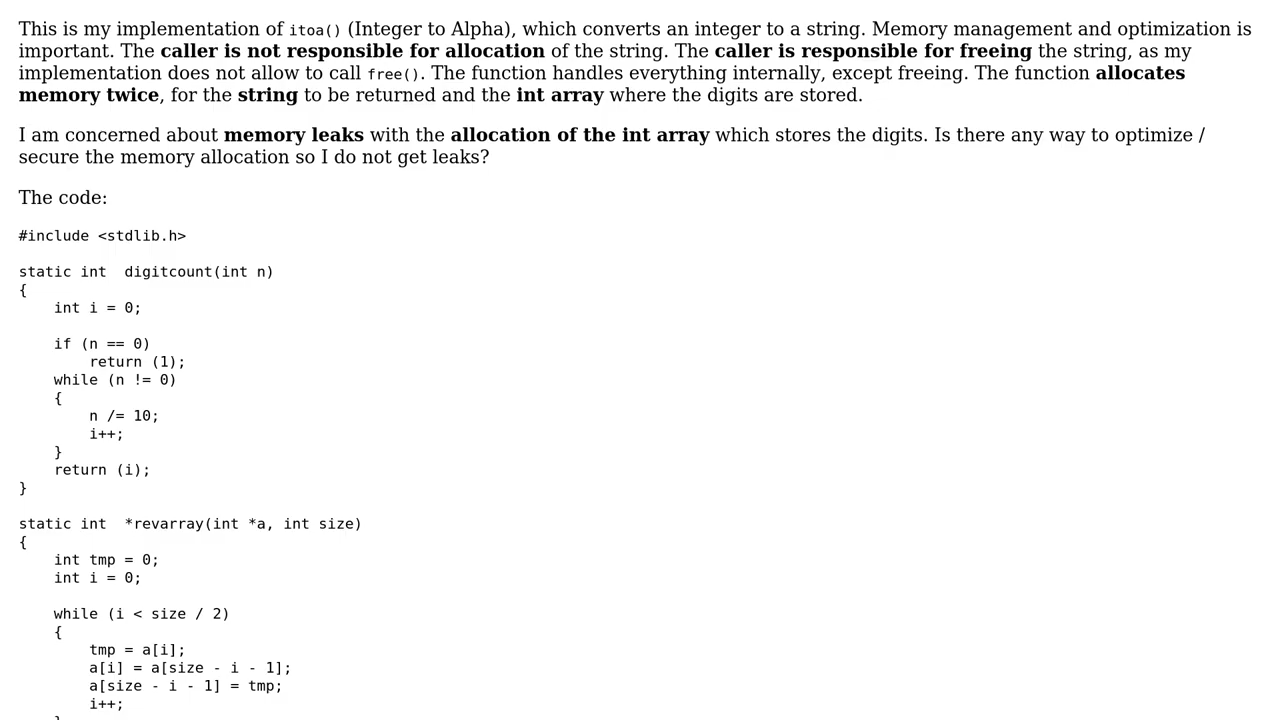 This is my implementation of itoa() (Integer to Alpha), which converts an integer to a string. Memory management and optimization is
important. The caller is not responsible for allocation of the string. The caller is responsible for freeing the string, as my
implementation does not allow to call free(). The function handles everything internally, except freeing. The function allocates
memory twice, for the string to be returned and the int array where the digits are stored.
I am concerned about memory leaks with the allocation of the int array which stores the digits. Is there any way to optimize /
secure the memory allocation so I do not get leaks?
The code:
#include <stdlib.h>
static int  digitcount(int n)
{
    int i = 0;
    if (n == 0)
        return (1);
    while (n != 0)
    {
        n /= 10;
        i++;
    }
    return (i);
}
static int  *revarray(int *a, int size)
{
    int tmp = 0;
    int i = 0;
    while (i < size / 2)
    {
        tmp = a[i];
        a[i] = a[size - i - 1];
        a[size - i - 1] = tmp;
        i++;
    }